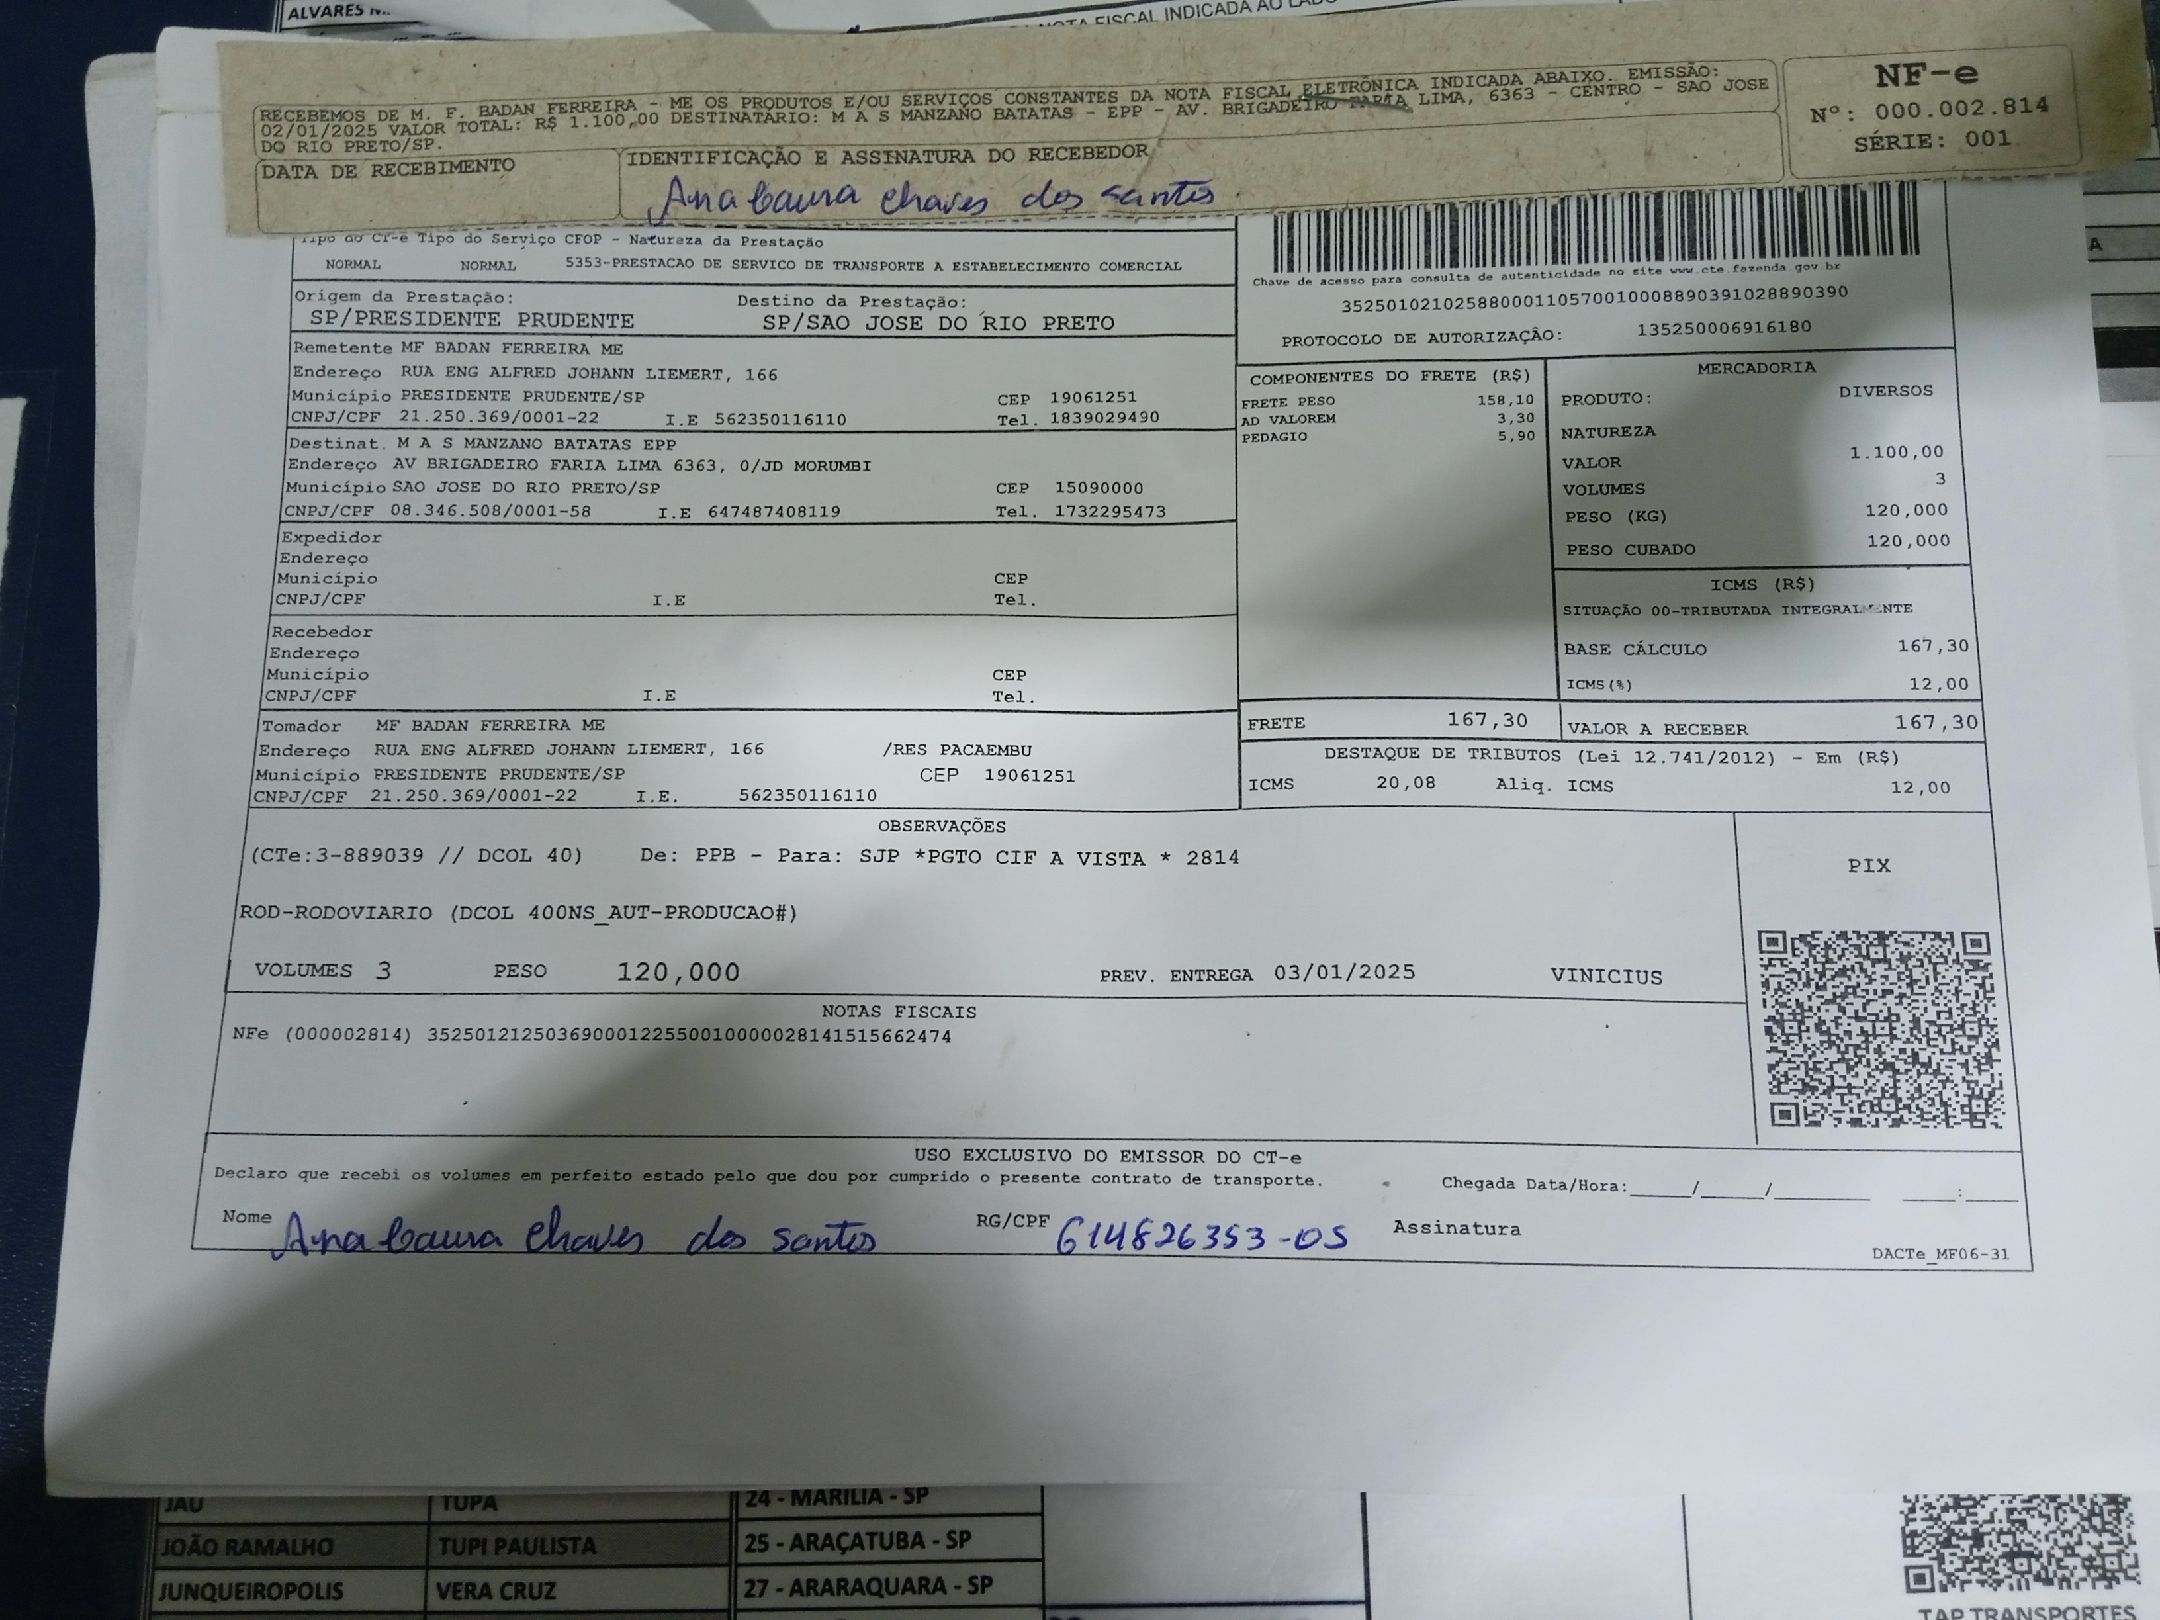 ALVARES M.
NOTA FISCAL INDICADA AO LADO
RECEBEMOS DE M. F. BADAN FERREIRA - ME OS PRODUTOS E/OU SERVIÇOS CONSTANTES DA NOTA FISCAL ELETRÔNICA INDICADA ABAIXO. EMISSÃO:
02/01/2025 VALOR TOTAL: R$ 1.100,00 DESTINATÁRIO: M A S MANZANO BATATAS - EPP - AV. BRIGADEIRO FARIA LIMA, 6363 - CENTRO - SAO JOSE
DO RIO PRETO/SP.
DATA DE RECEBIMENTO
IDENTIFICAÇÃO E ASSINATURA DO RECEBEDOR
Ana Laura chaves dos santos
NF-e
Nº: 000.002.814
SÉRIE: 001
Tipo do CT-e Tipo do Serviço CFOP - Natureza da Prestação
NORMAL NORMAL 5353-PRESTACAO DE SERVICO DE TRANSPORTE A ESTABELECIMENTO COMERCIAL
Chave de acesso para consulta de autenticidade no site www.cte.fazenda.gov.br
35250102102588000110570010008890391028890390
PROTOCOLO DE AUTORIZAÇÃO: 135250006916180
Origem da Prestação: Destino da Prestação:
SP/PRESIDENTE PRUDENTE SP/SAO JOSE DO RIO PRETO
Remetente MF BADAN FERREIRA ME
Endereço RUA ENG ALFRED JOHANN LIEMERT, 166
Município PRESIDENTE PRUDENTE/SP CEP 19061251
CNPJ/CPF 21.250.369/0001-22 I.E 562350116110 Tel. 1839029490
Destinat. M A S MANZANO BATATAS EPP
Endereço AV BRIGADEIRO FARIA LIMA 6363, 0/JD MORUMBI
Município SAO JOSE DO RIO PRETO/SP CEP 15090000
CNPJ/CPF 08.346.508/0001-58 I.E 647487408119 Tel. 1732295473
Expedidor
Endereço
Município CEP
CNPJ/CPF I.E Tel.
Recebedor
Endereço
Município CEP
CNPJ/CPF I.E Tel.
Tomador MF BADAN FERREIRA ME
Endereço RUA ENG ALFRED JOHANN LIEMERT, 166 /RES PACAEMBU
Município PRESIDENTE PRUDENTE/SP CEP 19061251
CNPJ/CPF 21.250.369/0001-22 I.E. 562350116110
COMPONENTES DO FRETE (R$)
FRETE PESO 158,10
AD VALOREM 3,30
PEDAGIO 5,90
MERCADORIA
PRODUTO: DIVERSOS
NATUREZA
VALOR 1.100,00
VOLUMES 3
PESO (KG) 120,000
PESO CUBADO 120,000
ICMS (R$)
SITUAÇÃO 00-TRIBUTADA INTEGRALMENTE
BASE CÁLCULO 167,30
ICMS(%) 12,00
FRETE 167,30 VALOR A RECEBER 167,30
DESTAQUE DE TRIBUTOS (Lei 12.741/2012) - Em (R$)
ICMS 20,08 Aliq. ICMS 12,00
OBSERVAÇÕES
(CTe:3-889039 // DCOL 40) De: PPB - Para: SJP *PGTO CIF A VISTA * 2814
ROD-RODOVIARIO (DCOL 400NS_AUT-PRODUCAO#)
VOLUMES 3 PESO 120,000 PREV. ENTREGA 03/01/2025 VINICIUS
PIX
NOTAS FISCAIS
NFe (000002814) 35250121250369000122550010000028141515662474
USO EXCLUSIVO DO EMISSOR DO CT-e
Declaro que recebi os volumes em perfeito estado pelo que dou por cumprido o presente contrato de transporte. Chegada Data/Hora:____/____/______ ____:____
Nome Ana Laura chaves dos santos RG/CPF 614826353-05 Assinatura
DACTe_MF06-31
JAU TUPA 24 - MARILIA - SP
JOÃO RAMALHO TUPI PAULISTA 25 - ARAÇATUBA - SP
JUNQUEIROPOLIS VERA CRUZ 27 - ARARAQUARA - SP
TAP TRANSPORTES